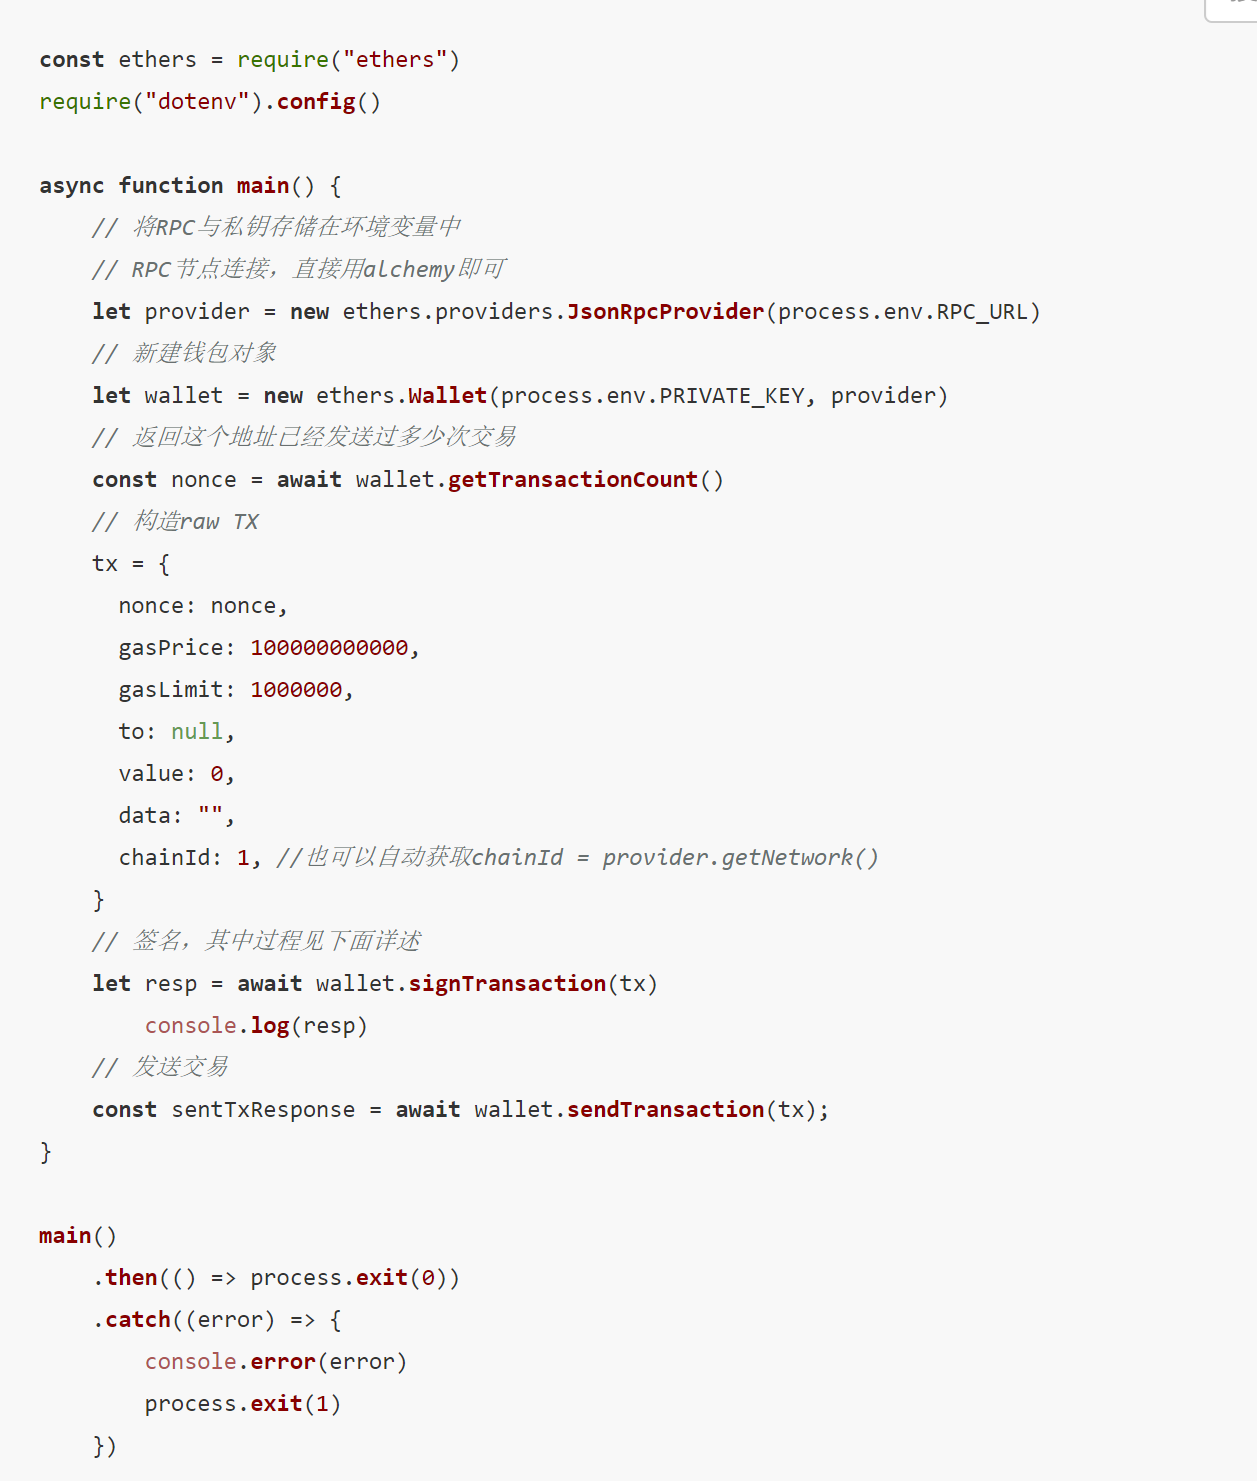 const ethers = require("ethers")
require("dotenv").config()
async function main() {
// 将RPC与私钥存储在环境变量中
// RPC节点连接，直接用alchemy即可
let provider = new ethers.providers.JsonRpcProvider(process.env.RPC_URL)
// 新建钱包对象
let wallet = new ethers.Wallet(process.env.PRIVATE_KEY, provider)
// 返回这个地址已经发送过多少次交易
const nonce = await wallet.getTransactionCount()
// 构造raw TX
tx = {
nonce: nonce,
gasPrice: 100000000000,
gasLimit: 1000000,
to: null,
value: 0,
data: "",
chainId: 1, //也可以自动获取chainId = provider.getNetwork()
}
// 签名，其中过程见下面详述
let resp = await wallet.signTransaction(tx)
console.log(resp)
// 发送交易
const sentTxResponse = await wallet.sendTransaction(tx);
}
main()
.then(() => process.exit(0))
.catch((error) => {
console.error(error)
process.exit(1)
})